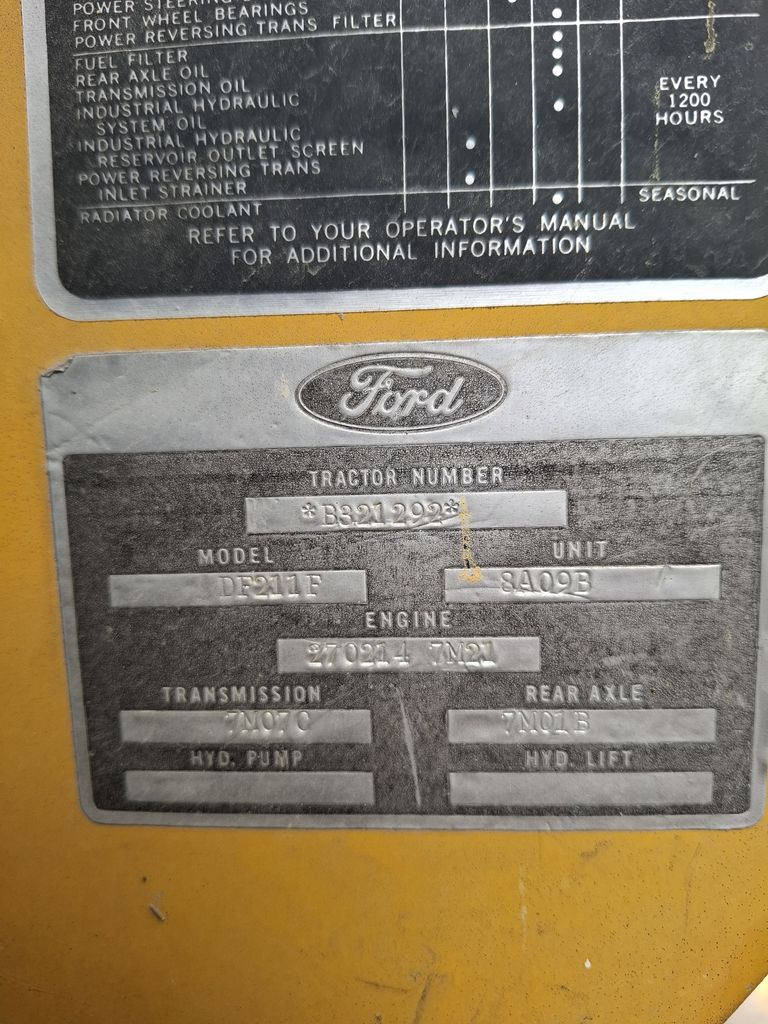 POWER STEERING
FRONT WHEEL BEARINGS
POWER REVERSING TRANS FILTER
FUEL FILTER
REAR AXLE OIL
TRANSMISSION OIL
INDUSTRIAL HYDRAULIC
SYSTEM OIL
INDUSTRIAL HYDRAULIC
RESERVOIR OUTLET SCREEN
POWER REVERSING TRANS
INLET STRAINER
RADIATOR COOLANT
EVERY
1200
HOURS
SEASONAL
REFER TO YOUR OPERATOR'S MANUAL
FOR ADDITIONAL INFORMATION
Ford
TRACTOR NUMBER
*B321292*
MODEL UNIT
DF211F 8A09B
ENGINE
270214 7M21
TRANSMISSION REAR AXLE
7M07C 7M01B
HYD. PUMP HYD. LIFT